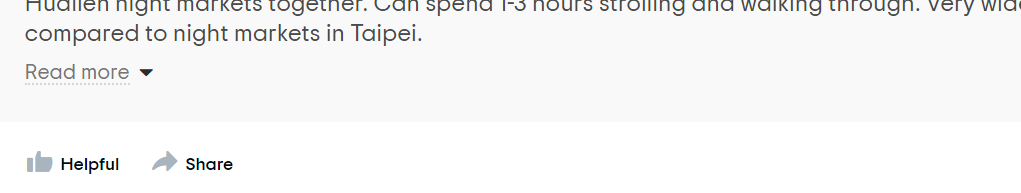 Hualien night markets together. Can spend 1-3 hours strolling and walking through. Very
compared to night markets in Taipei.
Read more
Helpful Share